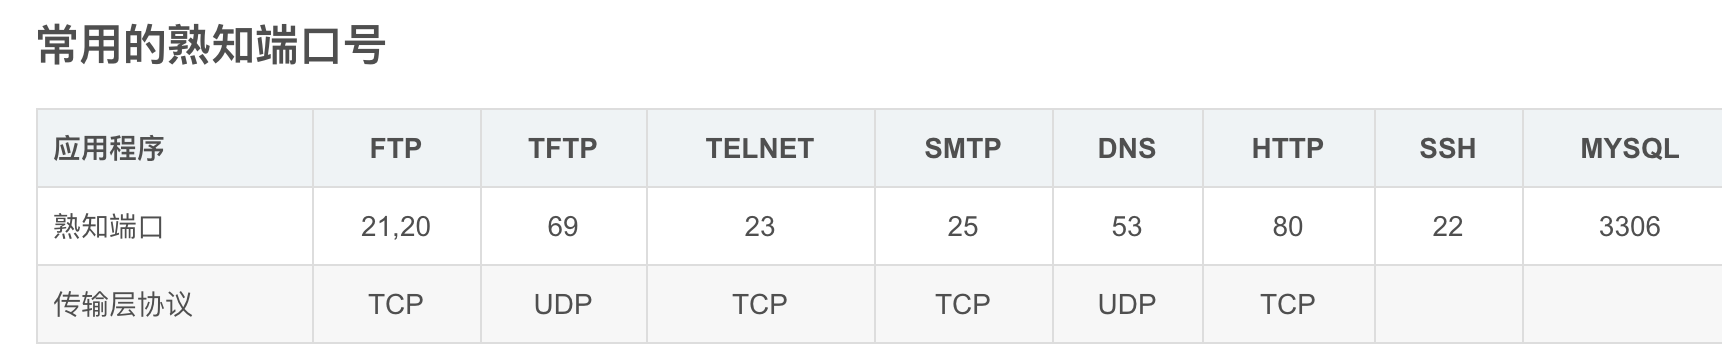 常用的熟知端口号
应用程序 FTP TFTP TELNET SMTP DNS HTTP SSH MYSQL
熟知端口 21,20 69 23 25 53 80 22 3306
传输层协议 TCP UDP TCP TCP UDP TCP